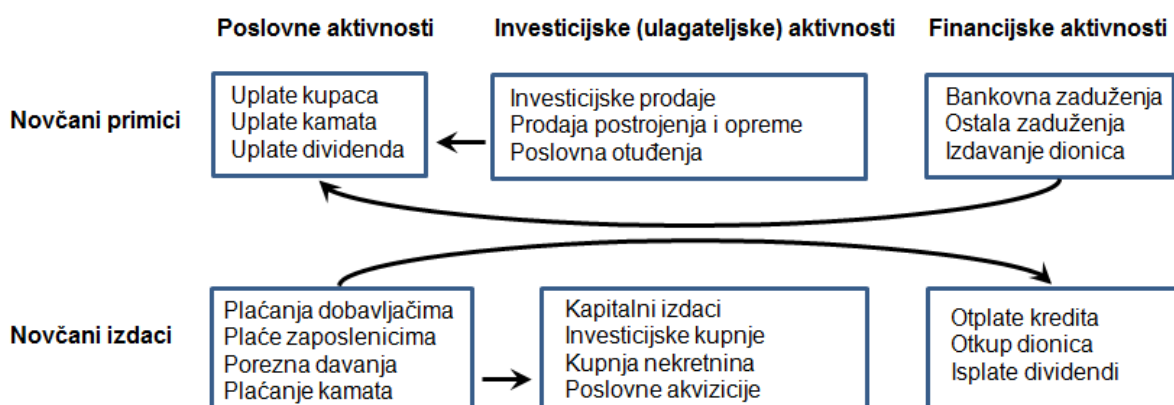 Poslovne aktivnosti
Investicijske (ulagateljske) aktivnosti
Financijske aktivnosti
Novčani primici
Uplate kupaca
Uplate kamata
Uplate dividenda
Investicijske prodaje
Prodaja postrojenja i opreme
Poslovna otuđenja
Bankovna zaduženja
Ostala zaduženja
Izdavanje dionica
Novčani izdaci
Plaćanja dobavljačima
Plaće zaposlenicima
Porezna davanja
Plaćanje kamata
Kapitalni izdaci
Investicijske kupnje
Kupnja nekretnina
Poslovne akvizicije
Otplate kredita
Otkup dionica
Isplate dividendi